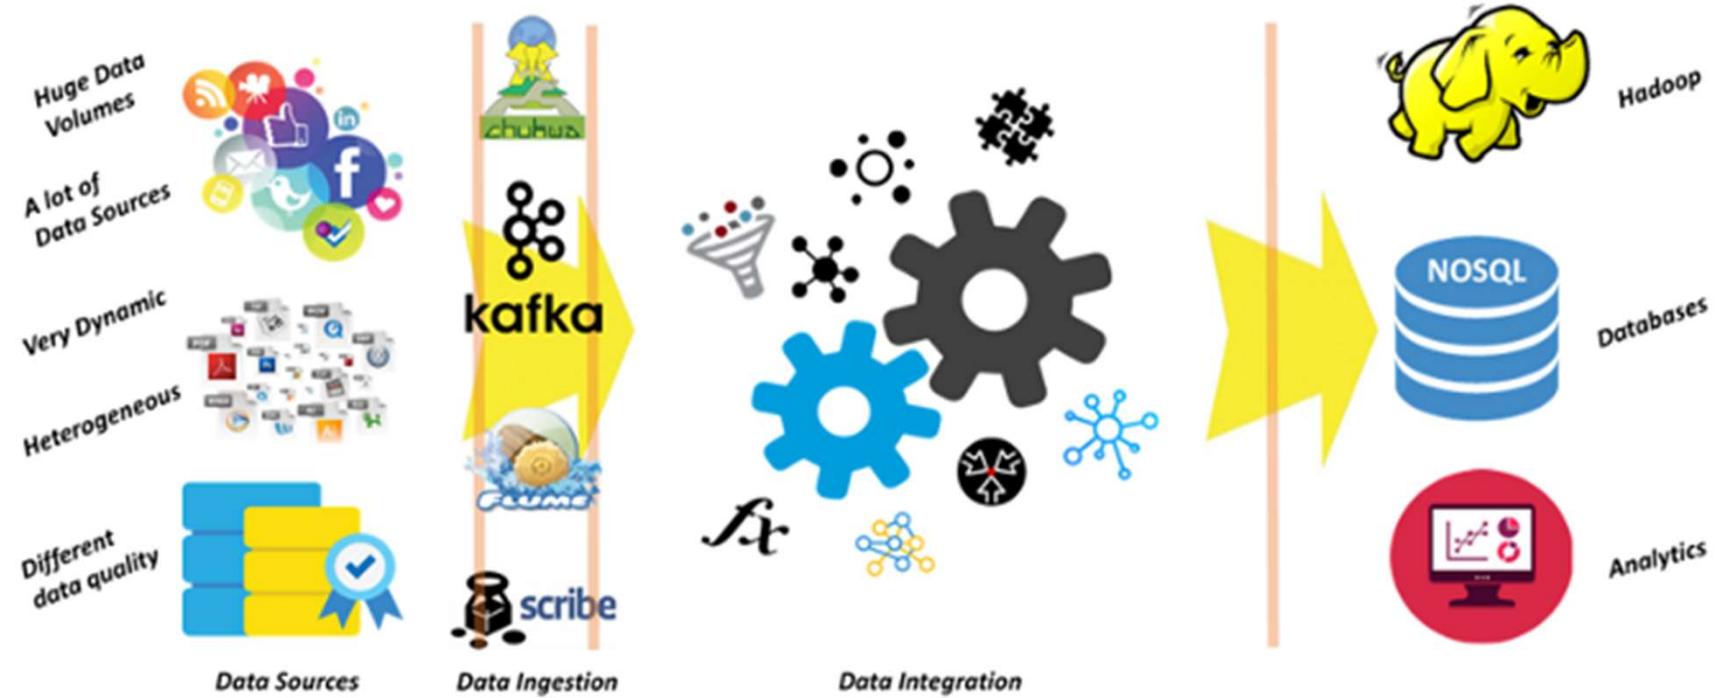 Huge Data
Volumes
A lot of
Data Sources
Very Dynamic
Heterogeneous
Different
data quality
in
f
chukwa
kafka
FLUME
scribe
fx
Hadoop
NOSQL
Databases
Analytics
Data Sources
Data Ingestion
Data Integration